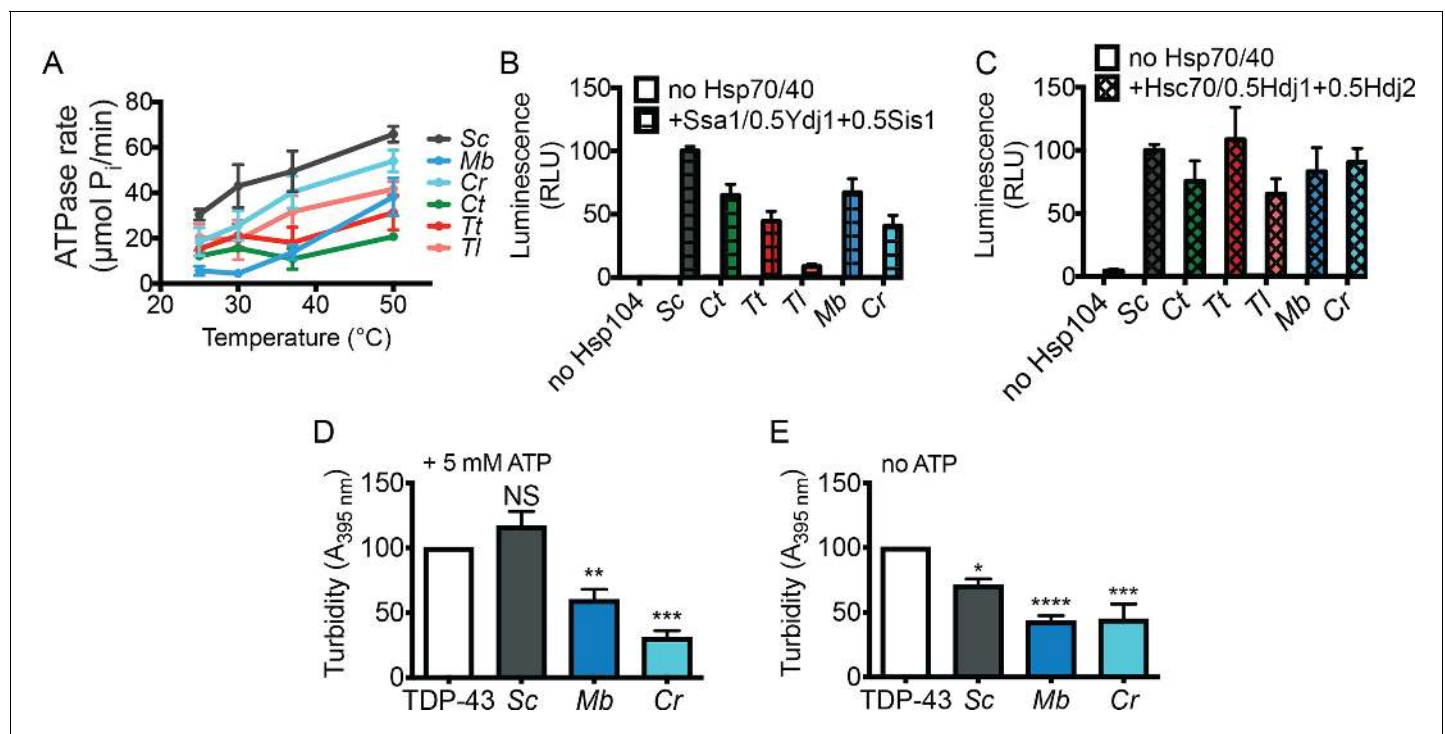 A
ATPase rate
(µmol Pi/min)
80
60
40
20
0
20
30
40
50
Temperature (°C)
Sc
Mb
Cr
Ct
Tt
Tl
B
no Hsp70/40
+Ssa1/0.5Ydj1+0.5Sis1
Luminescence
(RLU)
150
100
50
0
no Hsp104
Sc
Ct
Tt
Tl
Mb
Cr
C
no Hsp70/40
+Hsc70/0.5Hdj1+0.5Hdj2
Luminescence
(RLU)
150
100
50
0
no Hsp104
Sc
Ct
Tt
Tl
Mb
Cr
D
+ 5 mM ATP
Turbidity (A395 nm)
150
100
50
0
NS
**
***
TDP-43 Sc Mb Cr
E
no ATP
Turbidity (A395 nm)
150
100
50
0
*
****
***
TDP-43 Sc Mb Cr